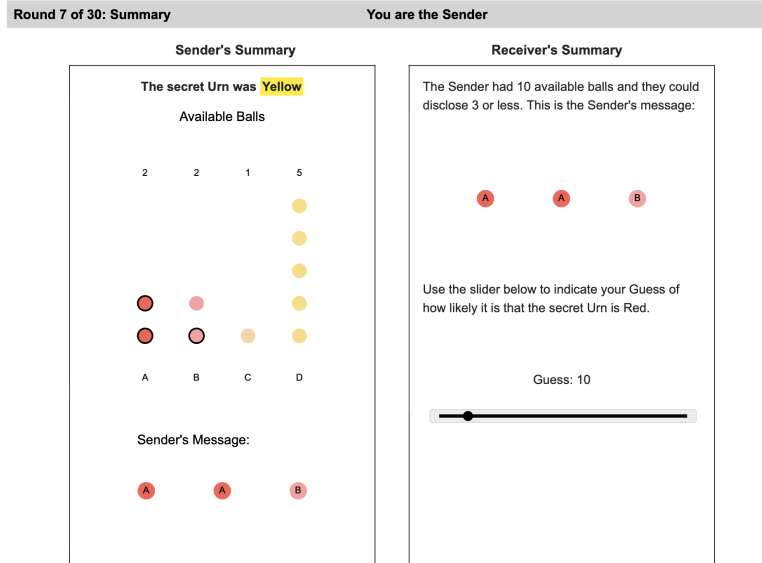 Round 7 of 30: Summary
You are the Sender
Sender's Summary
The secret Urn was Yellow
Available Balls
2 2 1 5
A B C D
Sender's Message:
A A B
Receiver's Summary
The Sender had 10 available balls and they could
disclose 3 or less. This is the Sender's message:
A A B
Use the slider below to indicate your Guess of
how likely it is that the secret Urn is Red.
Guess: 10